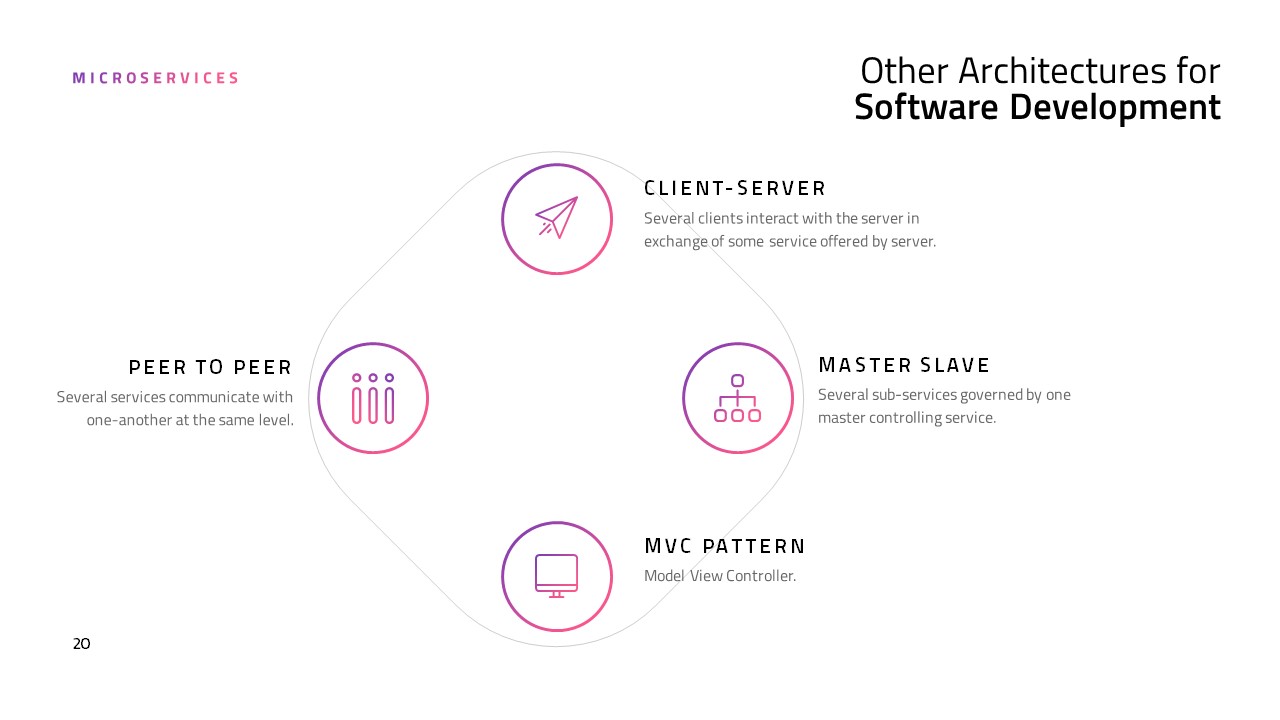 MICROSERVICES
Other Architectures for
Software Development
CLIENT-SERVER
Several clients interact with the server in
exchange of some service offered by server.
PEER TO PEER
Several services communicate with
one-another at the same level.
MASTER SLAVE
Several sub-services governed by one
master controlling service.
MVC PATTERN
Model View Controller.
20